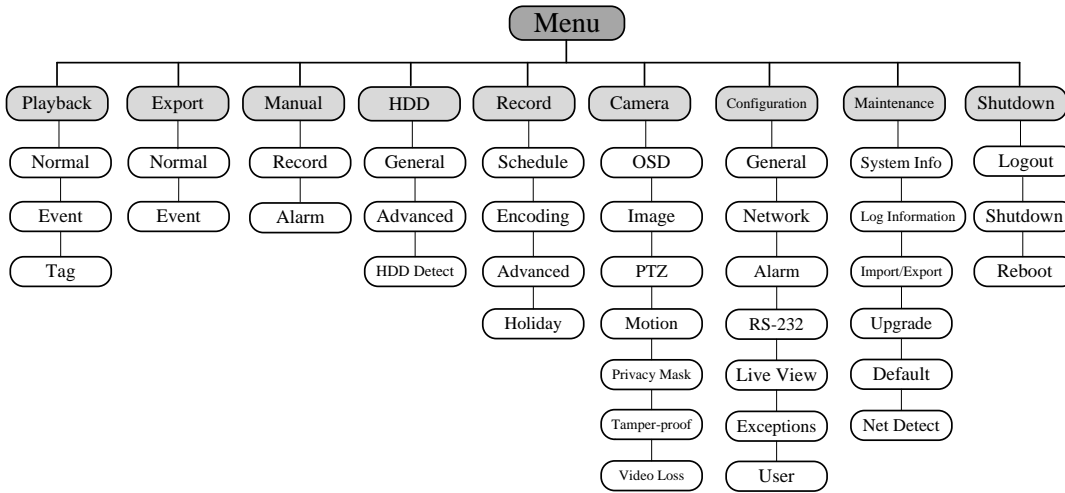 Menu
Playback
Export
Manual
HDD
Record
Camera
Configuration
Maintenance
Shutdown
Normal
Normal
Record
General
Schedule
OSD
General
System Info
Logout
Event
Event
Alarm
Advanced
Encoding
Image
Network
Log Information
Shutdown
Tag
HDD Detect
Advanced
PTZ
Alarm
Import/Export
Reboot
Holiday
Motion
RS-232
Upgrade
Privacy Mask
Live View
Default
Tamper-proof
Exceptions
Net Detect
Video Loss
User